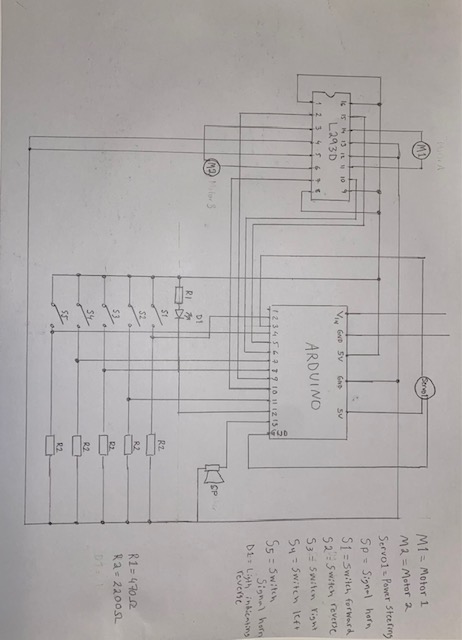 Motor A
M1
Servo1
16 15 14 13 12 11 10 9
L293D
1 2 3 4 5 6 7 8
M2
Motor B
Vin GND 5V GND 5V
ARDUINO
1 2 3 4 5 6 7 8 9 10 11 12 13 GND
SP
D1
R1
S1
R2
S2
R2
S3
R2
S4
R2
S5
R2
M1 = Motor 1
M2 = Motor 2
Servo1 = Power steering
SP = Signal horn
S1 = Switch forward
S2 = Switch reverse
S3 = Switch right
S4 = Switch left
S5 = Switch
Signal horn
D1 = Ligth indicating
reverse
R1 = 470Ω
R2 = 2200Ω